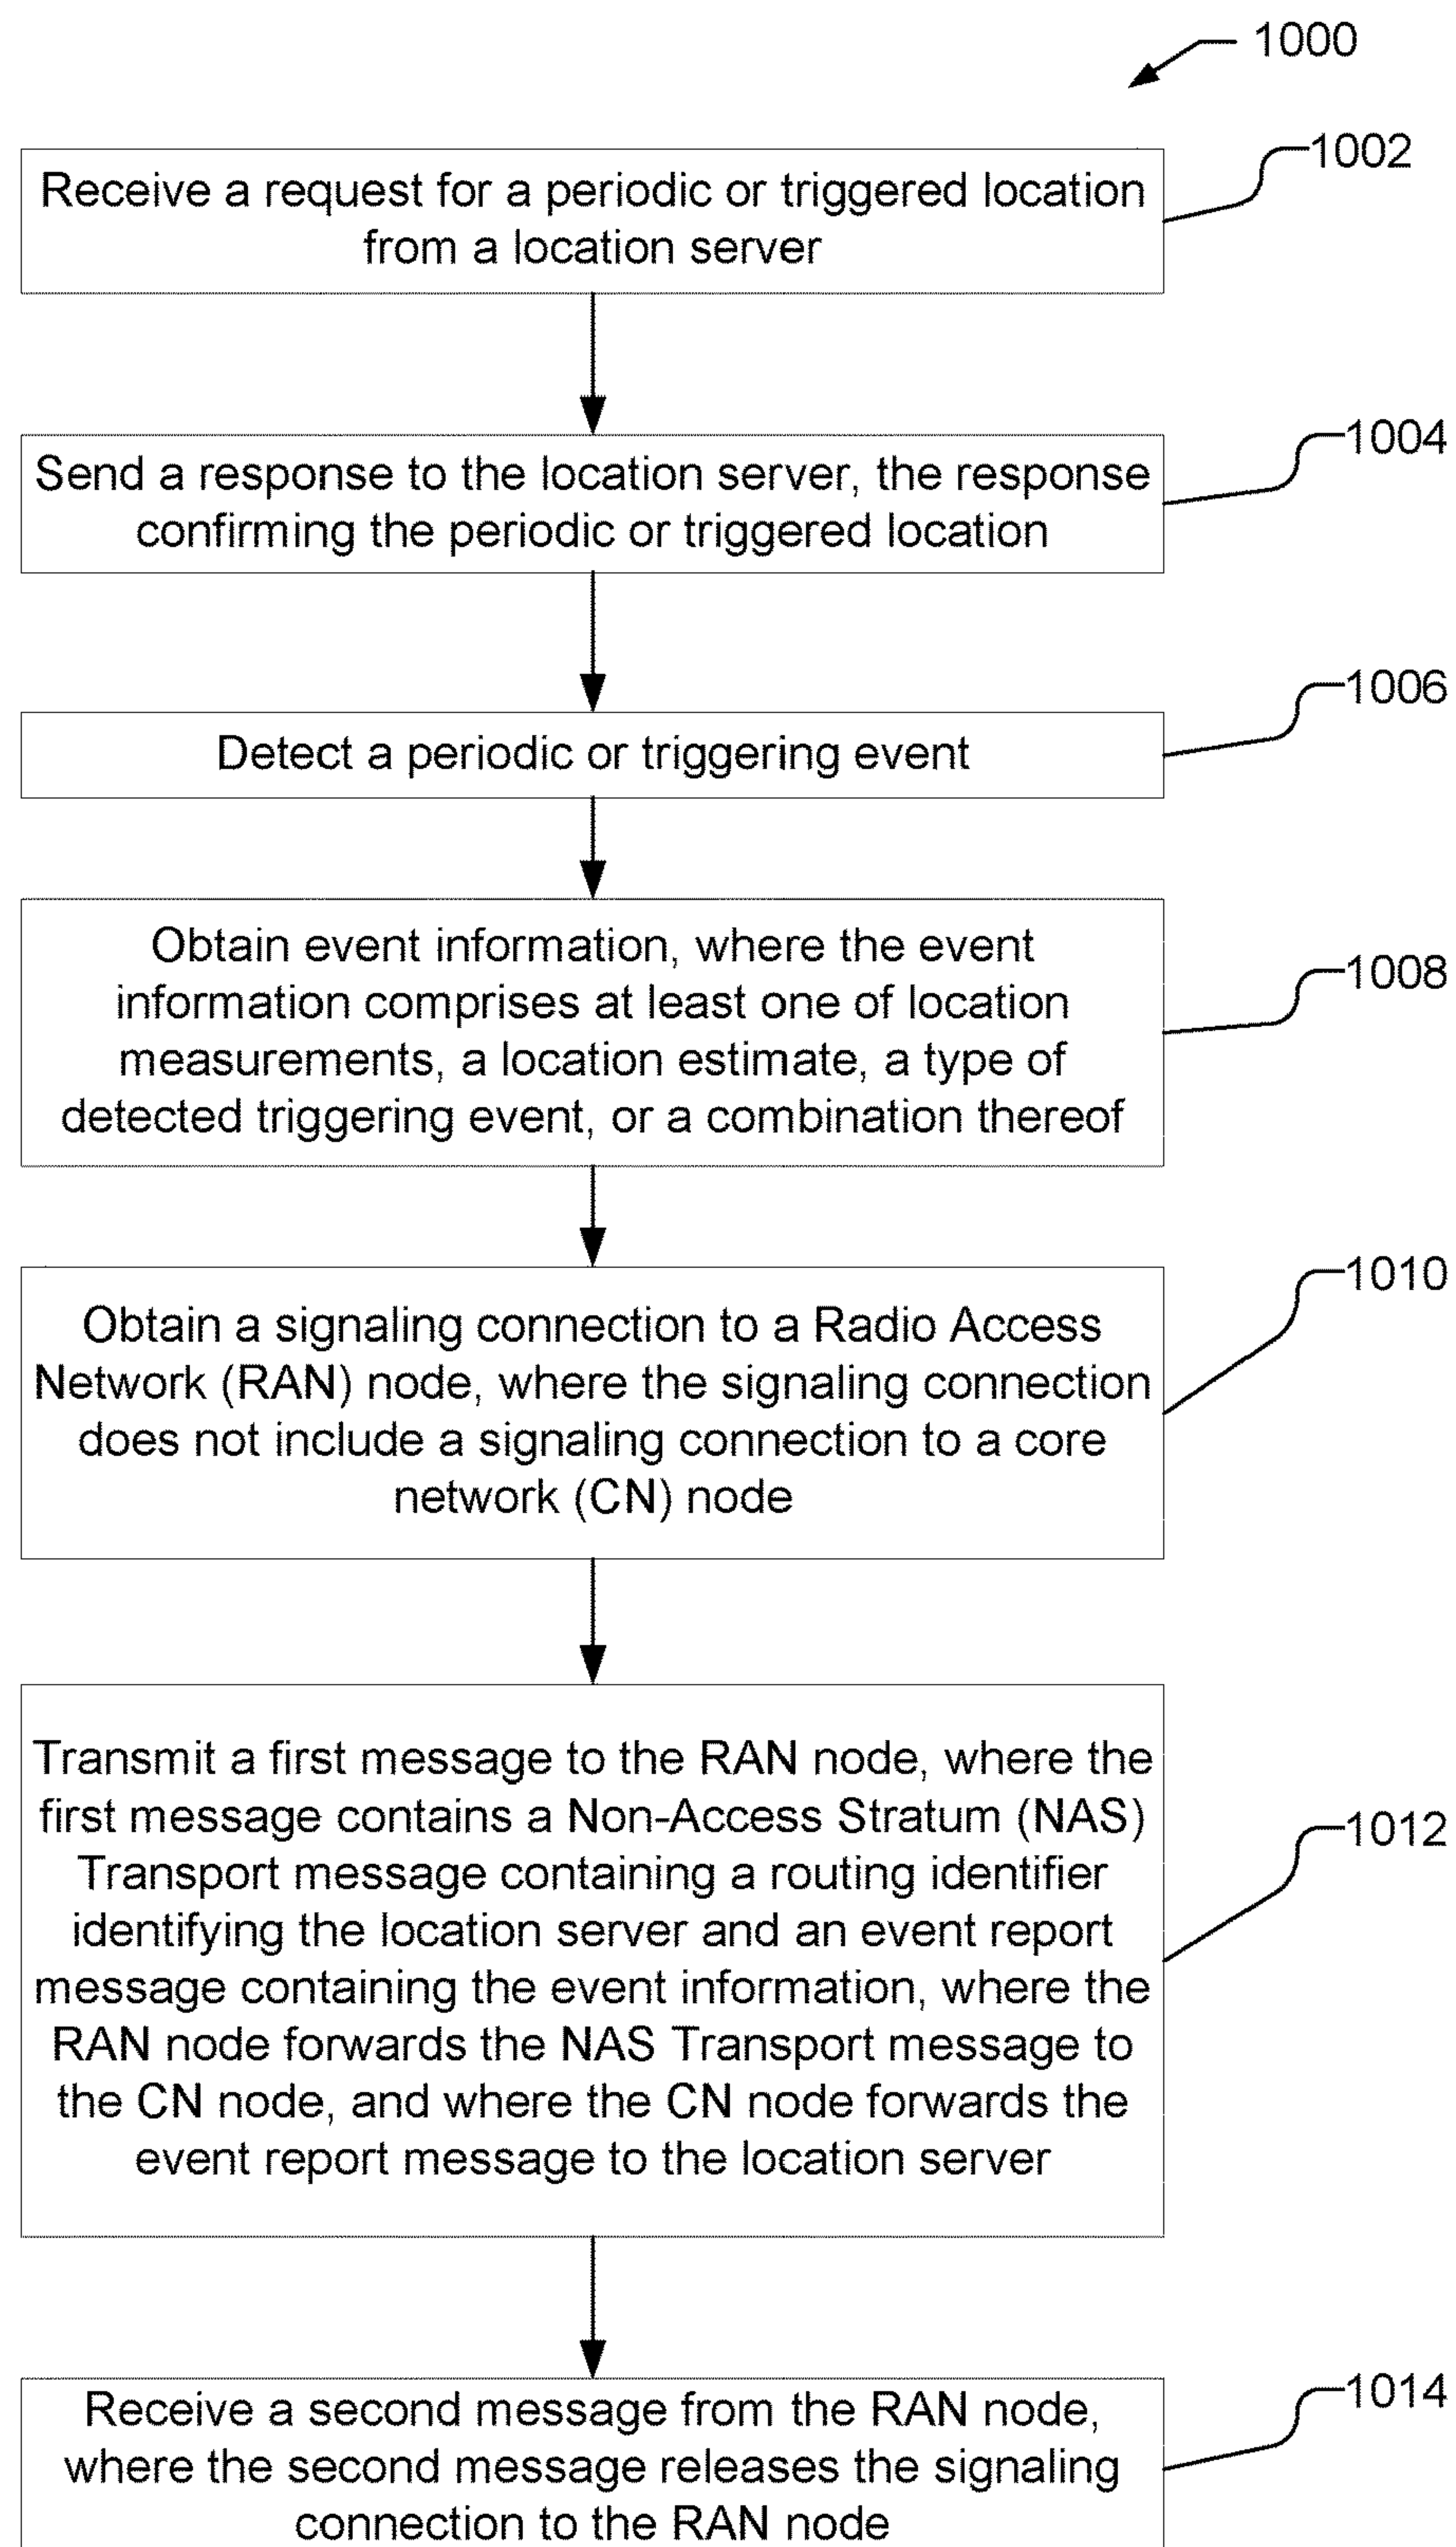 1000
1002
Receive a request for a periodic or triggered location
from a location server
1004
Send a response to the location server, the response
confirming the periodic or triggered location
1006
Detect a periodic or triggering event
Obtain event information, where the event
information comprises at least one of location
measurements, a location estimate, a type of
detected triggering event, or a combination thereof
1008
1010
Obtain a signaling connection to a Radio Access
Network (RAN) node, where the signaling connection
does not include a signaling connection to a core
network (CN) node
Transmit a first message to the RAN node, where the
first message contains a Non-Access Stratum (NAS)
Transport message containing a routing identifier
identifying the location server and an event report
message containing the event information, where the
RAN node forwards the NAS Transport message to
the CN node, and where the CN node forwards the
event report message to the location server
1012
1014
Receive a second message from the RAN node,
where the second message releases the signaling
connection to the RAN node